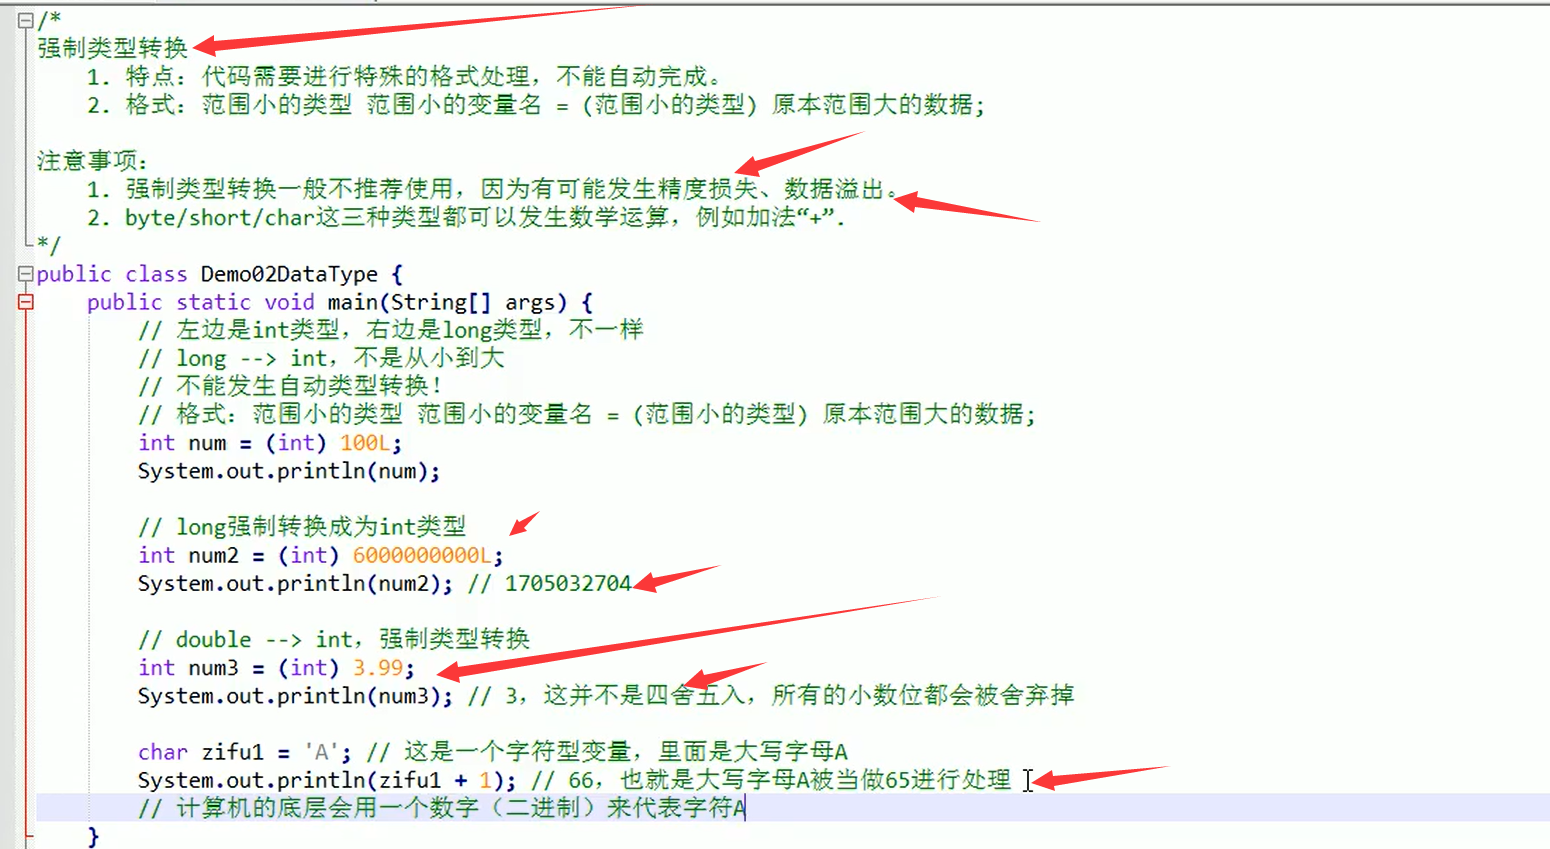 /*
强制类型转换
1. 特点：代码需要进行特殊的格式处理，不能自动完成。
2. 格式：范围小的类型 范围小的变量名 = (范围小的类型) 原本范围大的数据;
注意事项：
1. 强制类型转换一般不推荐使用，因为有可能发生精度损失、数据溢出。
2. byte/short/char这三种类型都可以发生数学运算，例如加法“+”.
*/
public class Demo02DataType {
public static void main(String[] args) {
// 左边是int类型，右边是long类型，不一样
// long --> int，不是从小到大
// 不能发生自动类型转换！
// 格式：范围小的类型 范围小的变量名 = (范围小的类型) 原本范围大的数据;
int num = (int) 100L;
System.out.println(num);
// long强制转换成为int类型
int num2 = (int) 6000000000L;
System.out.println(num2); // 1705032704
// double --> int，强制类型转换
int num3 = (int) 3.99;
System.out.println(num3); // 3，这并不是四舍五入，所有的小数位都会被舍弃掉
char zifu1 = 'A'; // 这是一个字符型变量，里面是大写字母A
System.out.println(zifu1 + 1); // 66，也就是大写字母A被当做65进行处理
// 计算机的底层会用一个数字（二进制）来代表字符A
}